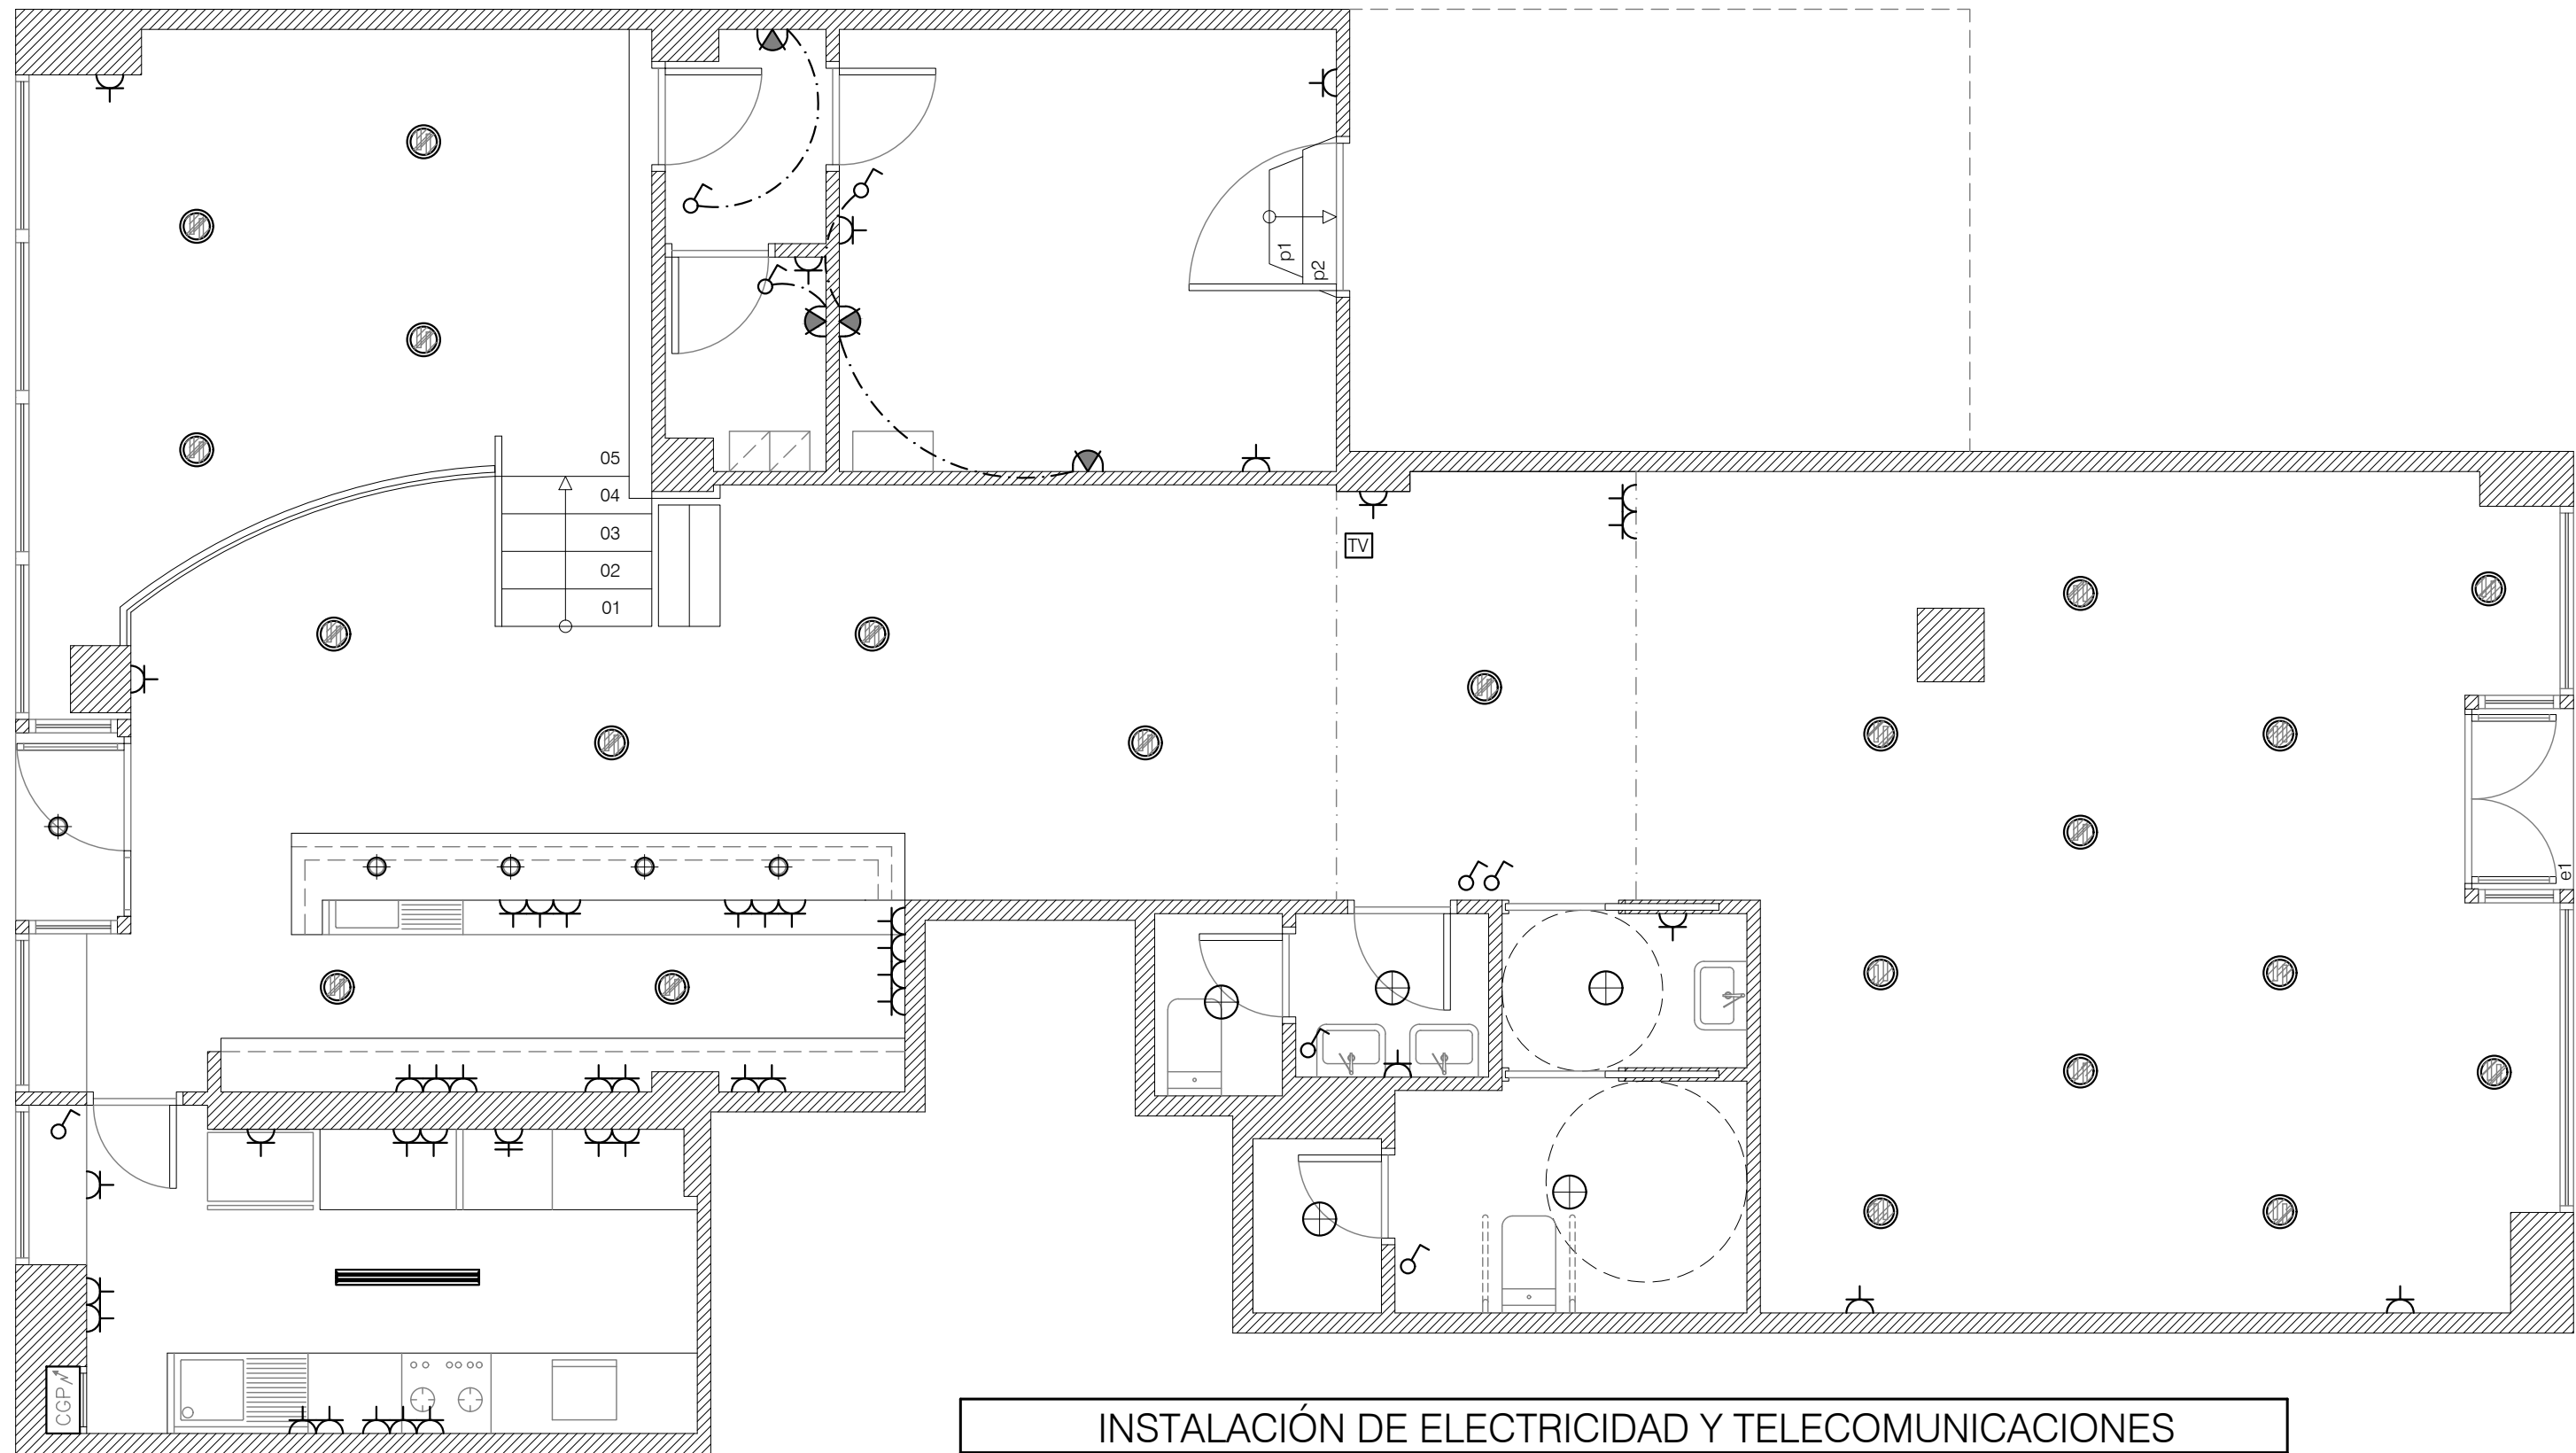 p1
p2
05
04
03
02
01
TV
e1
CGP
INSTALACIÓN DE ELECTRICIDAD Y TELECOMUNICACIONES